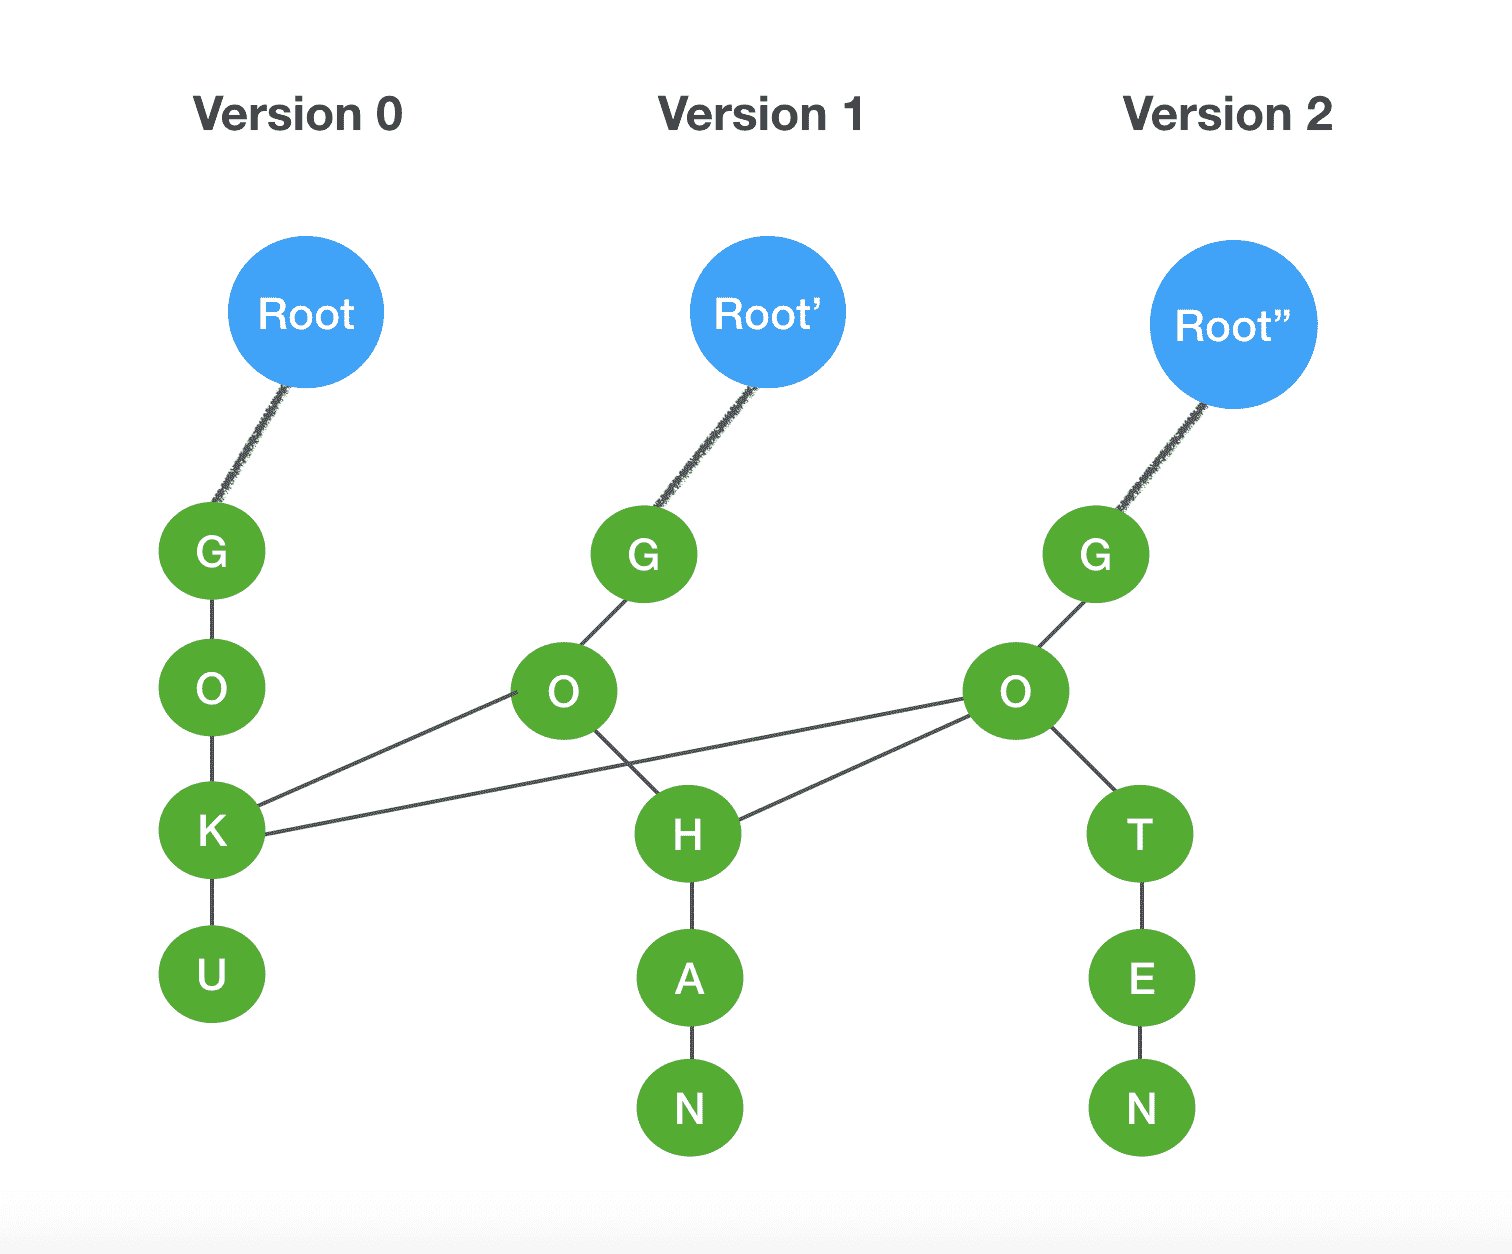 Version 0 Version 1 Version 2
Root Root’ Root”
G G G
O O O
K H T
U A E
N N